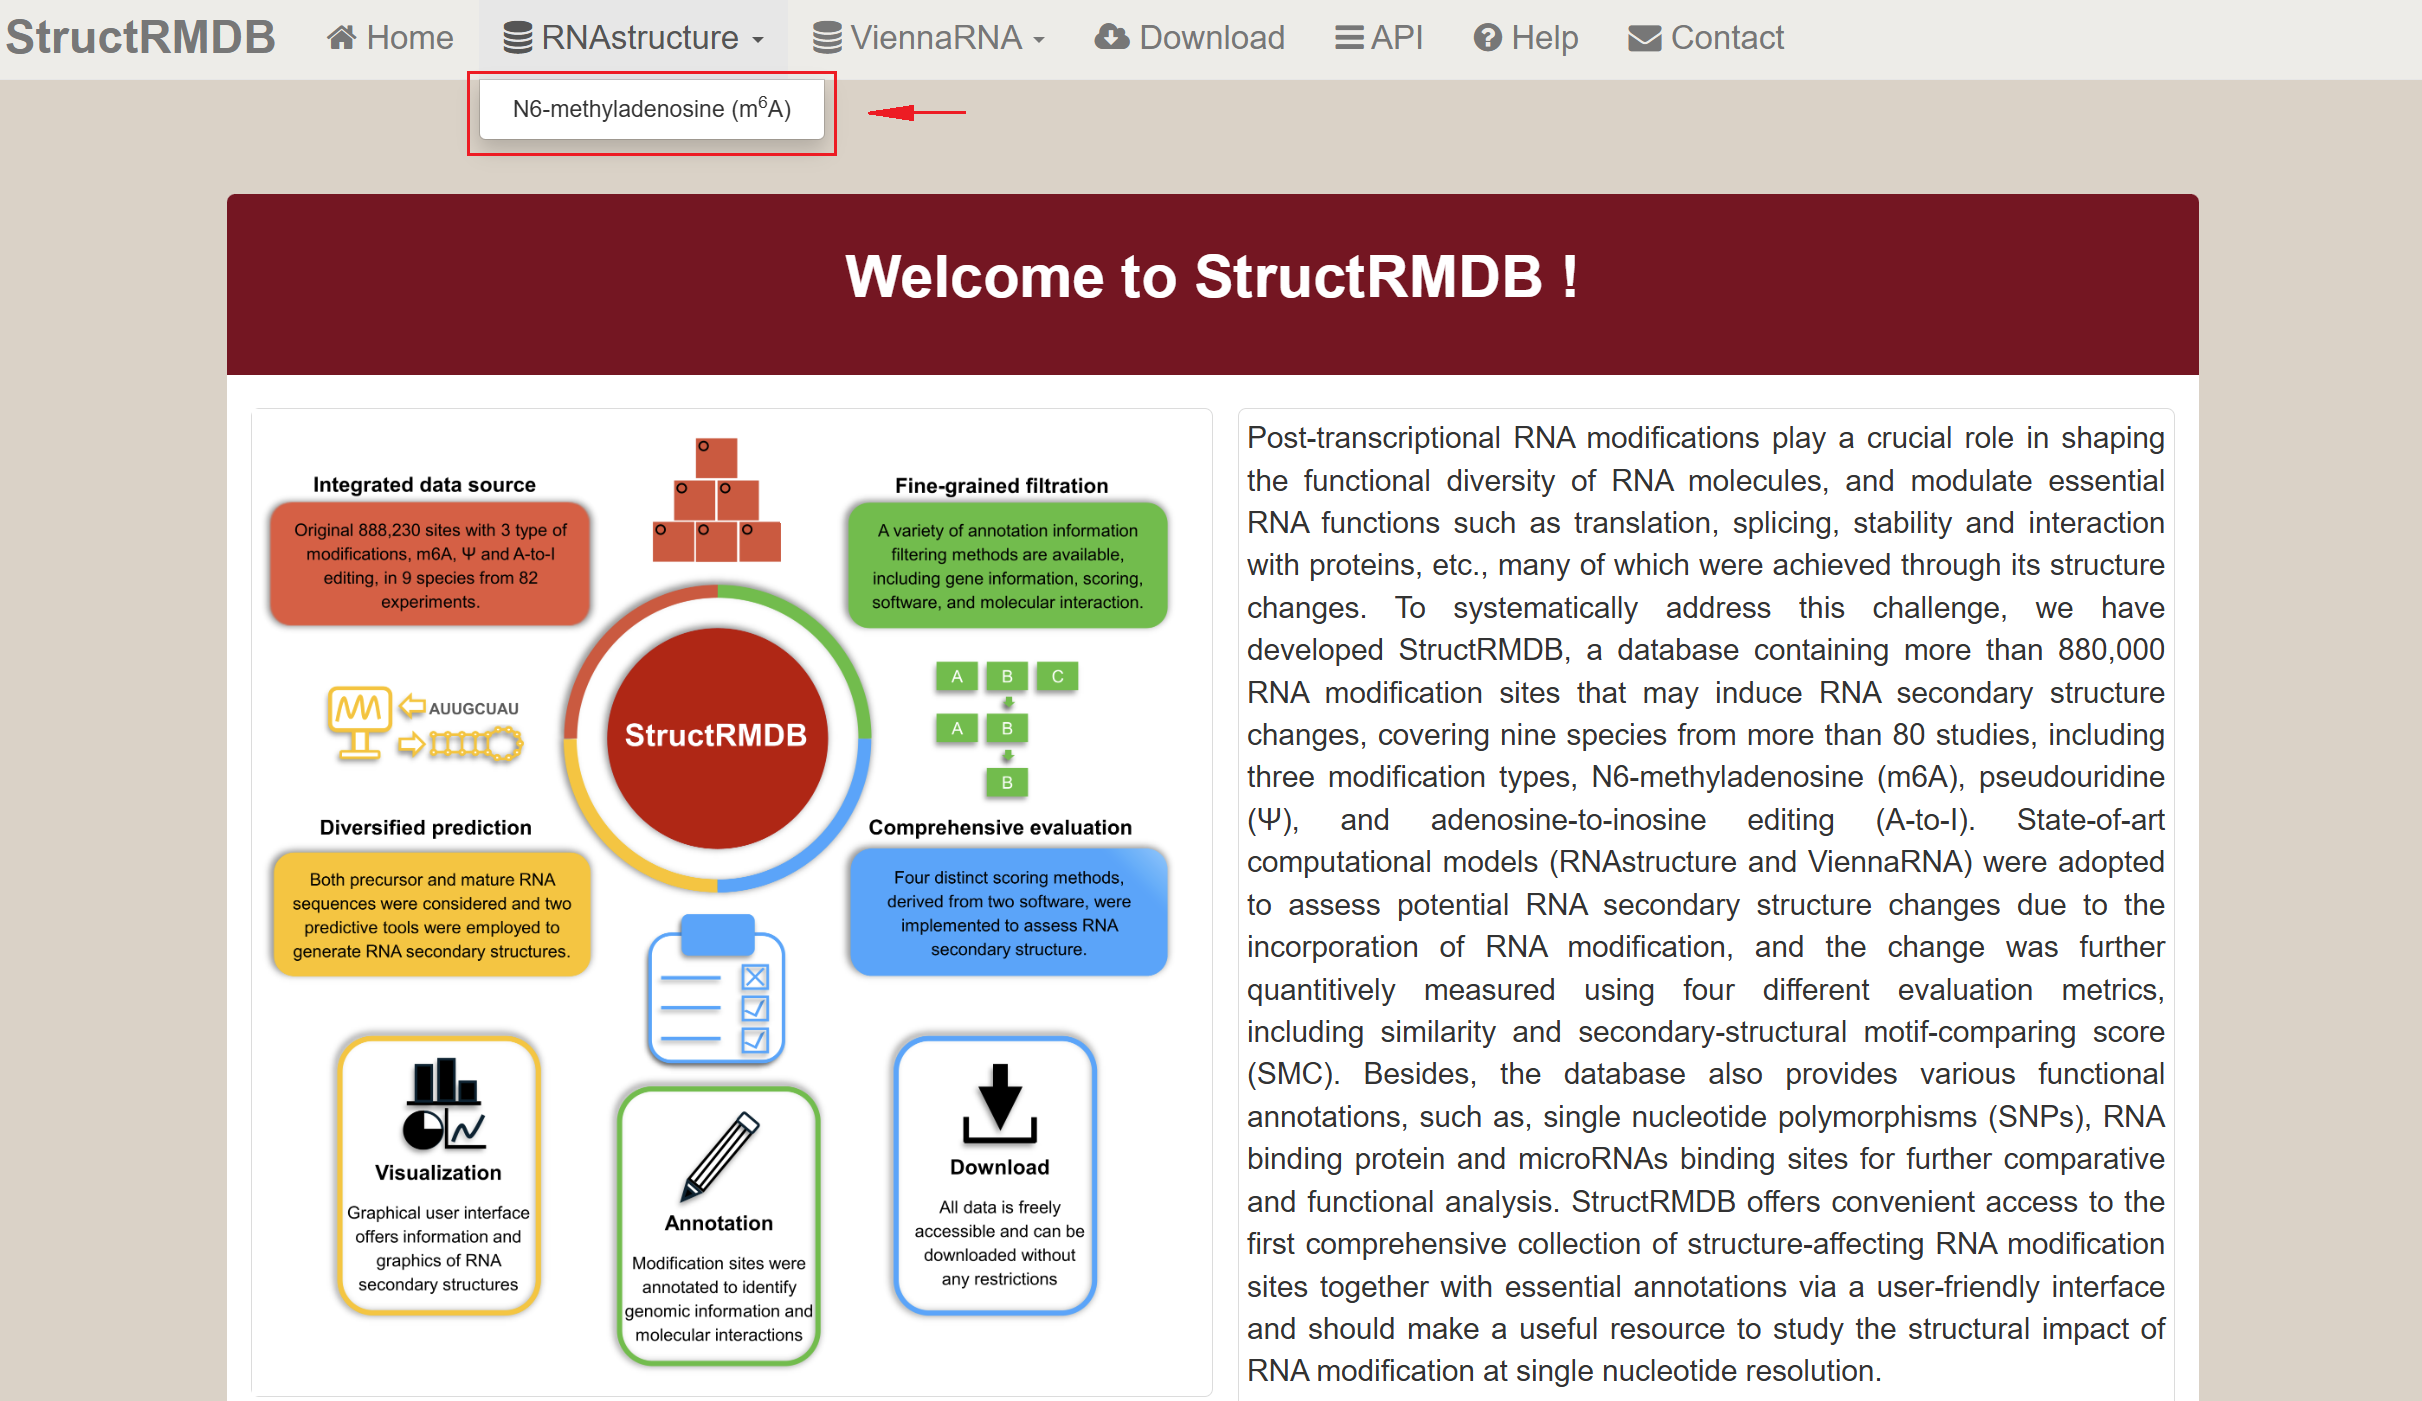 StructRMDB Home RNAstructure ViennaRNA Download API Help Contact
N6-methyladenosine (m⁶A)
Welcome to StructRMDB !
Integrated data source
Original 888,230 sites with 3 type of
modifications, m6A, Ψ and A-to-I
editing, in 9 species from 82
experiments.
Fine-grained filtration
A variety of annotation information
filtering methods are available,
including gene information, scoring,
software, and molecular interaction.
AUUGCUAU
StructRMDB
A B C
A B
B
Diversified prediction
Both precursor and mature RNA
sequences were considered and two
predictive tools were employed to
generate RNA secondary structures.
Comprehensive evaluation
Four distinct scoring methods,
derived from two software, were
implemented to assess RNA
secondary structure.
Visualization
Graphical user interface
offers information and
graphics of RNA
secondary structures
Annotation
Modification sites were
annotated to identify
genomic information and
molecular interactions
Download
All data is freely
accessible and can be
downloaded without
any restrictions
Post-transcriptional RNA modifications play a crucial role in shaping
the functional diversity of RNA molecules, and modulate essential
RNA functions such as translation, splicing, stability and interaction
with proteins, etc., many of which were achieved through its structure
changes. To systematically address this challenge, we have
developed StructRMDB, a database containing more than 880,000
RNA modification sites that may induce RNA secondary structure
changes, covering nine species from more than 80 studies, including
three modification types, N6-methyladenosine (m6A), pseudouridine
(Ψ), and adenosine-to-inosine editing (A-to-I). State-of-art
computational models (RNAstructure and ViennaRNA) were adopted
to assess potential RNA secondary structure changes due to the
incorporation of RNA modification, and the change was further
quantitively measured using four different evaluation metrics,
including similarity and secondary-structural motif-comparing score
(SMC). Besides, the database also provides various functional
annotations, such as, single nucleotide polymorphisms (SNPs), RNA
binding protein and microRNAs binding sites for further comparative
and functional analysis. StructRMDB offers convenient access to the
first comprehensive collection of structure-affecting RNA modification
sites together with essential annotations via a user-friendly interface
and should make a useful resource to study the structural impact of
RNA modification at single nucleotide resolution.